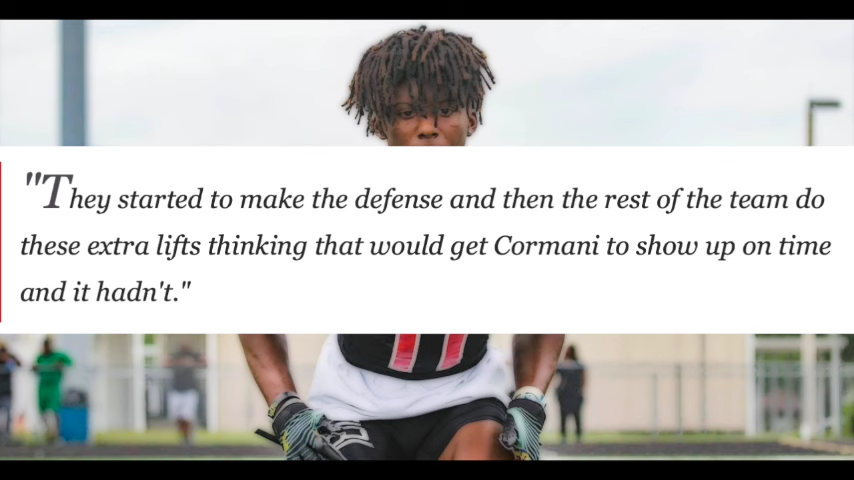 "They started to make the defense and then the rest of the team do
these extra lifts thinking that would get Cormani to show up on time
and it hadn't."